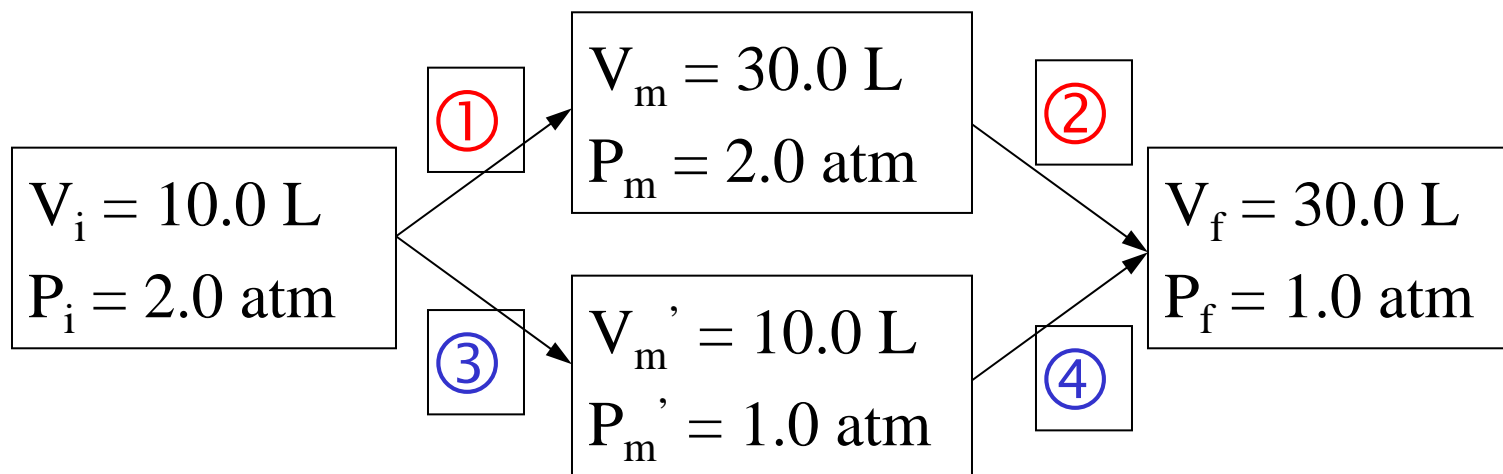 ①
V_m = 30.0 L
P_m = 2.0 atm
②
V_i = 10.0 L
P_i = 2.0 atm
V_f = 30.0 L
P_f = 1.0 atm
③
V_m’ = 10.0 L
P_m’ = 1.0 atm
④